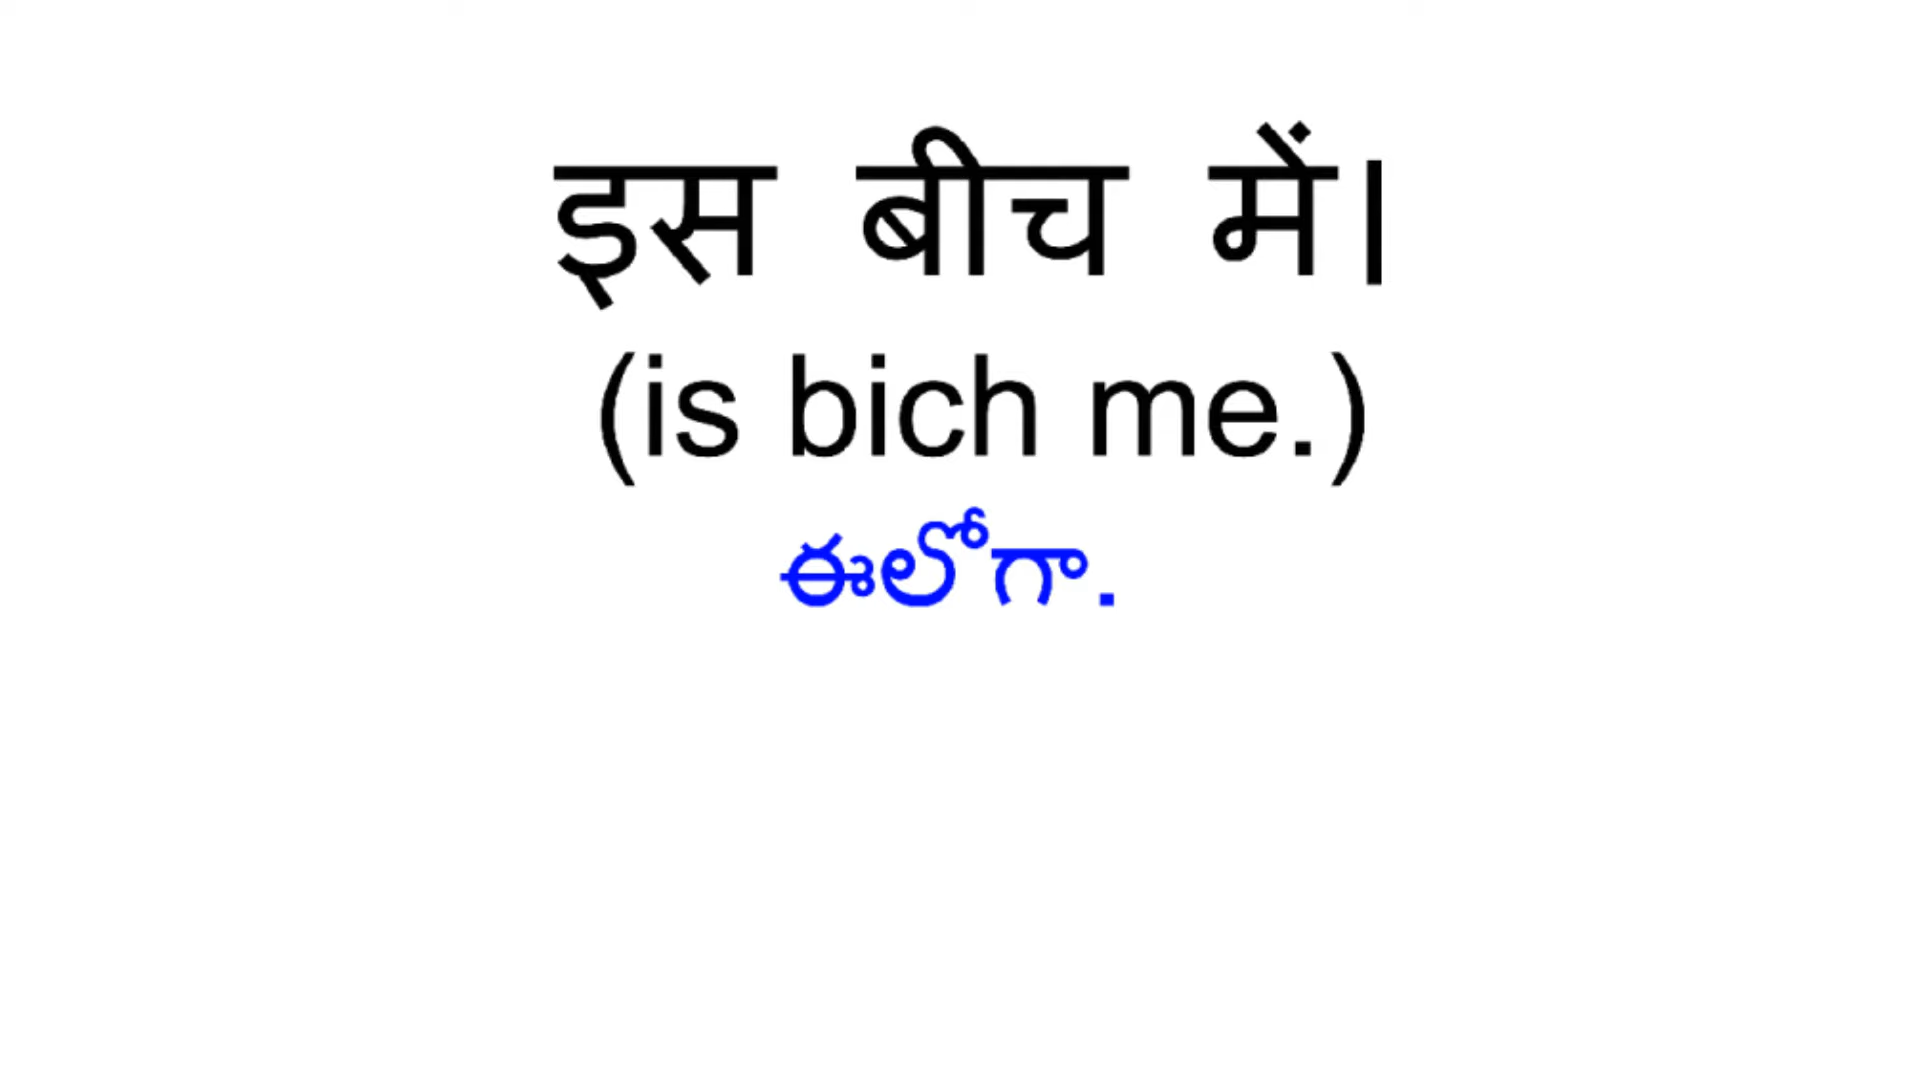 इस बीच में।
(is bich me.)
ఈలోగా.